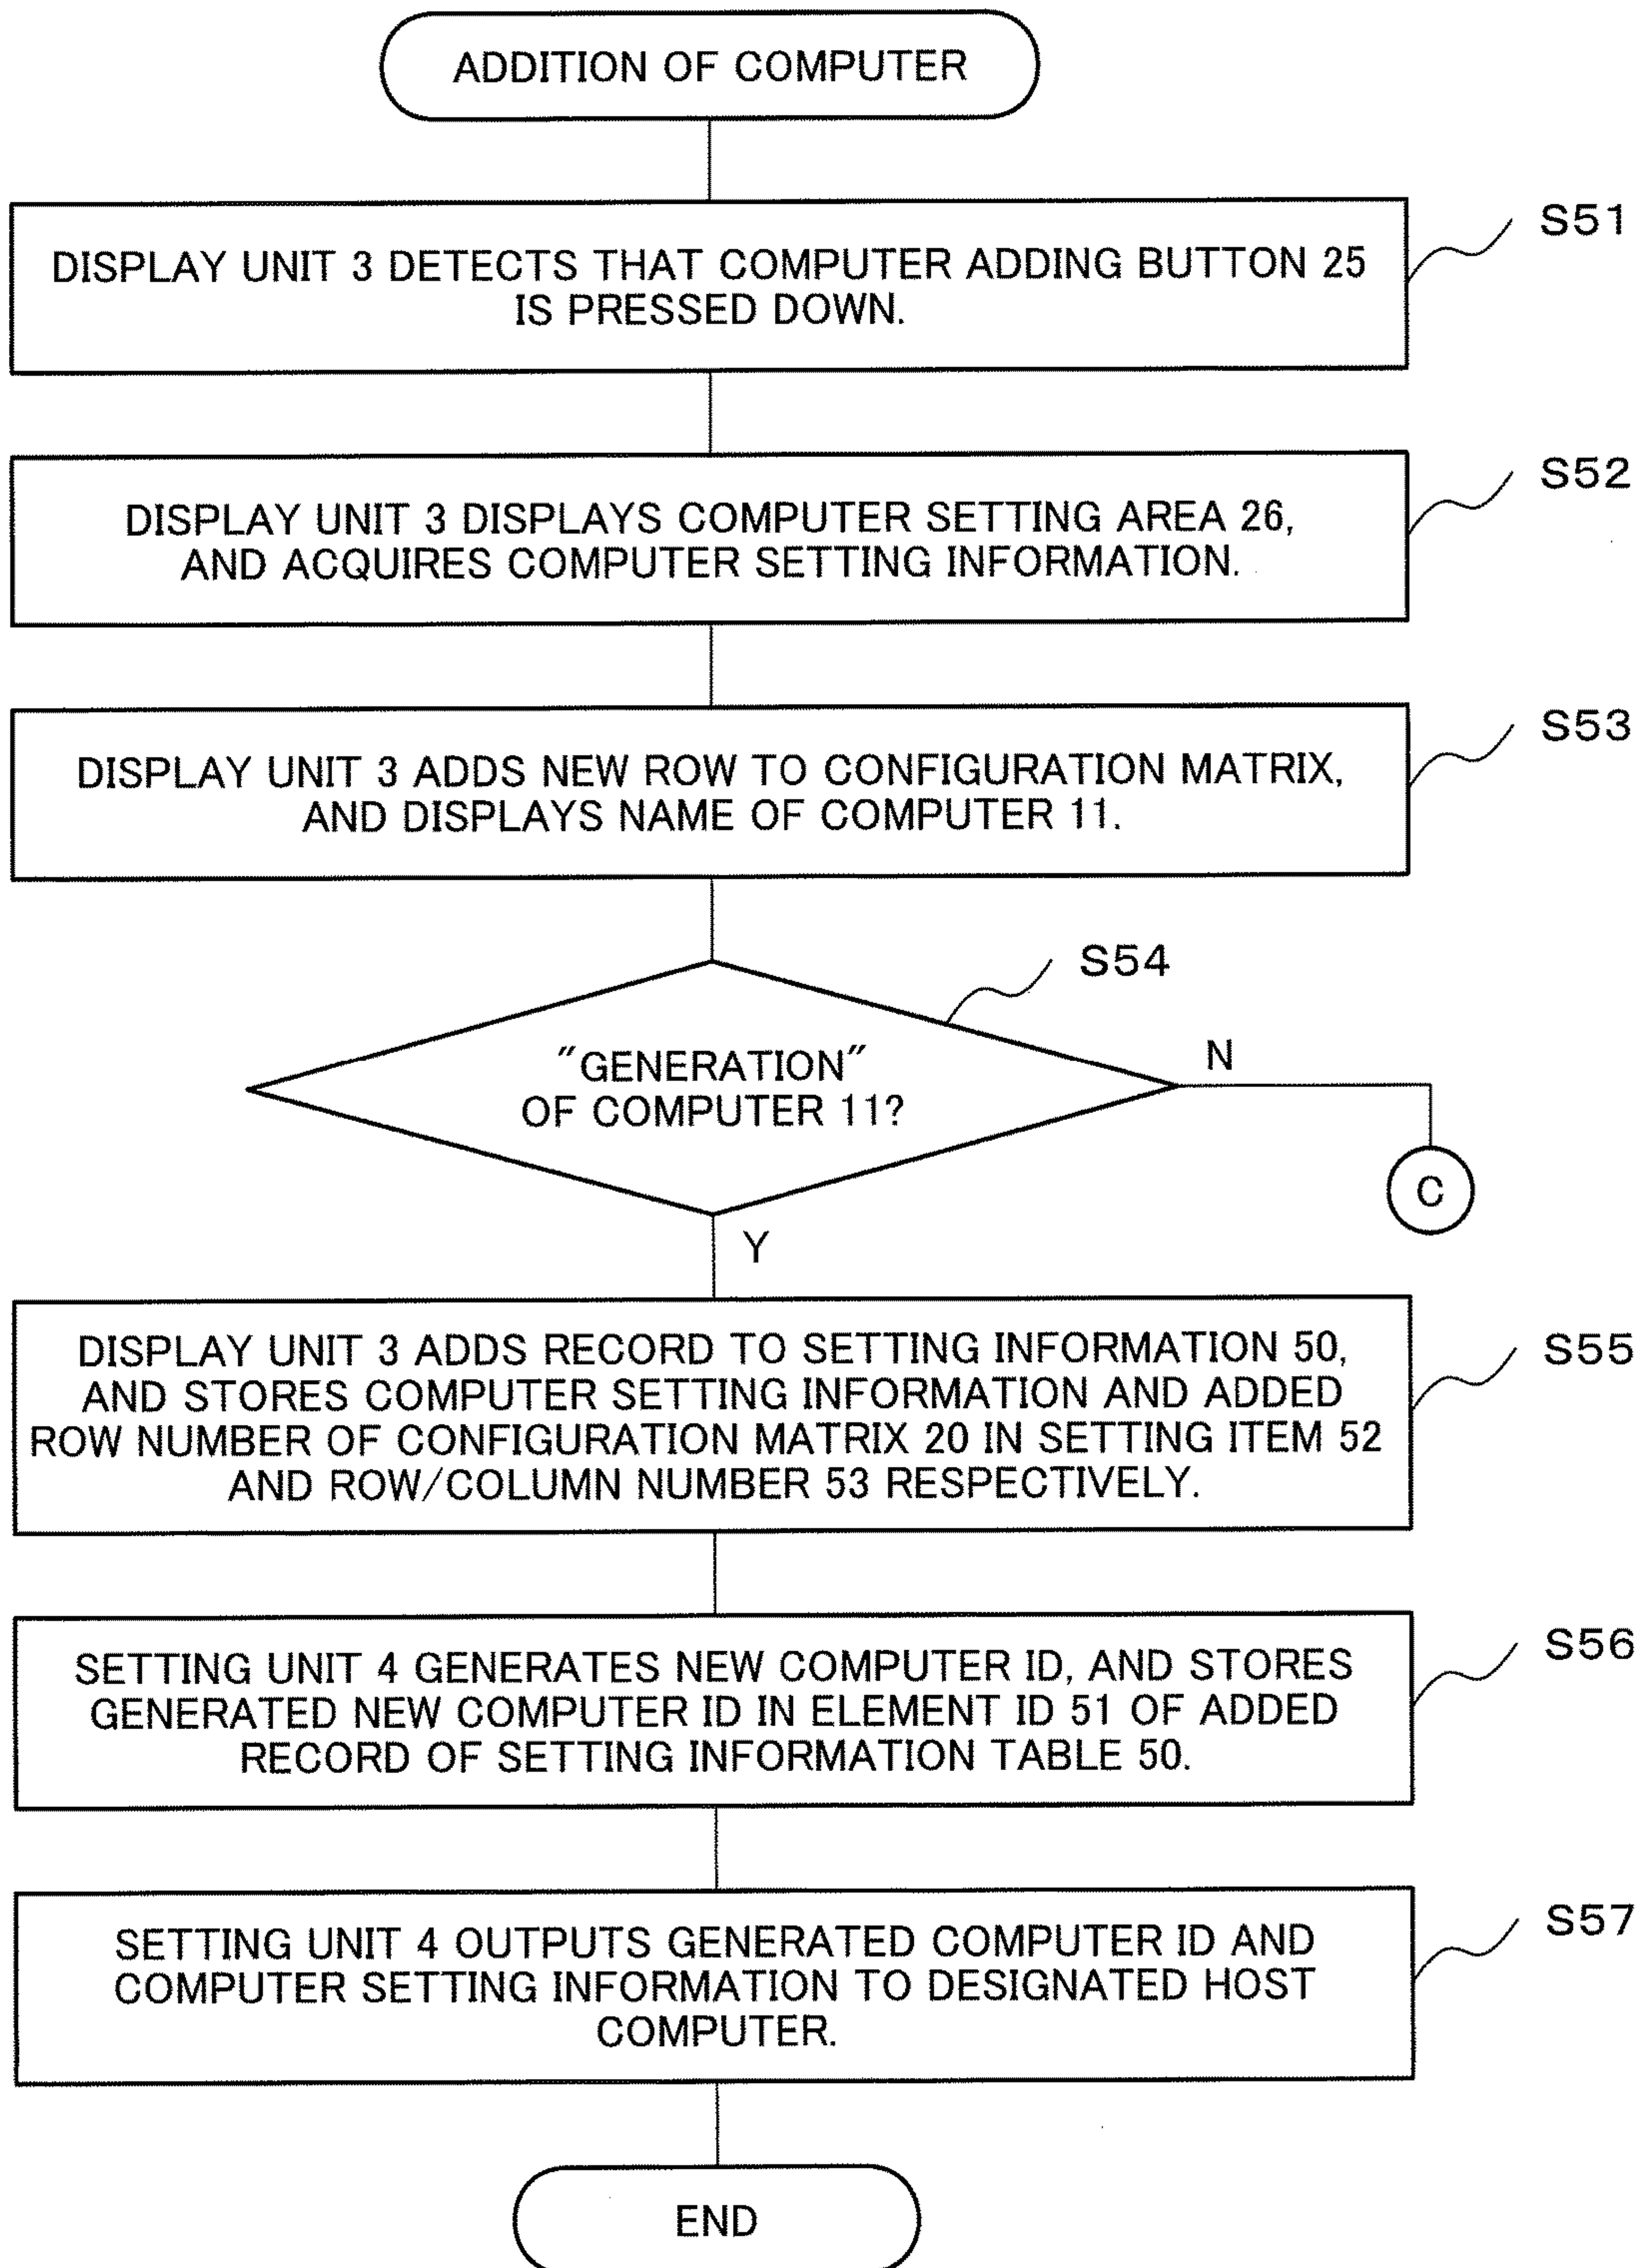 ADDITION OF COMPUTER
S51
DISPLAY UNIT 3 DETECTS THAT COMPUTER ADDING BUTTON 25
IS PRESSED DOWN.
S52
DISPLAY UNIT 3 DISPLAYS COMPUTER SETTING AREA 26,
AND ACQUIRES COMPUTER SETTING INFORMATION.
S53
DISPLAY UNIT 3 ADDS NEW ROW TO CONFIGURATION MATRIX,
AND DISPLAYS NAME OF COMPUTER 11.
S54
"GENERATION"
OF COMPUTER 11?
N
C
Y
S55
DISPLAY UNIT 3 ADDS RECORD TO SETTING INFORMATION 50,
AND STORES COMPUTER SETTING INFORMATION AND ADDED
ROW NUMBER OF CONFIGURATION MATRIX 20 IN SETTING ITEM 52
AND ROW/COLUMN NUMBER 53 RESPECTIVELY.
S56
SETTING UNIT 4 GENERATES NEW COMPUTER ID, AND STORES
GENERATED NEW COMPUTER ID IN ELEMENT ID 51 OF ADDED
RECORD OF SETTING INFORMATION TABLE 50.
S57
SETTING UNIT 4 OUTPUTS GENERATED COMPUTER ID AND
COMPUTER SETTING INFORMATION TO DESIGNATED HOST
COMPUTER.
END